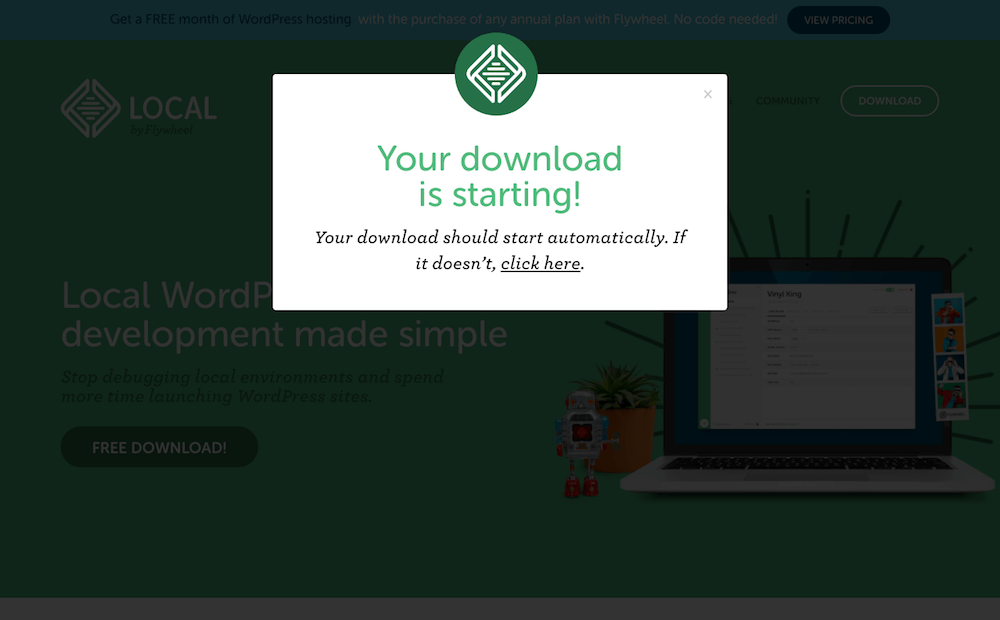 Get a FREE month of WordPress hosting with the purchase of any annual plan with Flywheel. No code needed! VIEW PRICING
LOCAL
by Flywheel
COMMUNITY
DOWNLOAD
×
Your download
is starting!
Your download should start automatically. If
it doesn’t, click here.
Local WordP
development made simple
Stop debugging local environments and spend
more time launching WordPress sites.
FREE DOWNLOAD!
Vinyl King